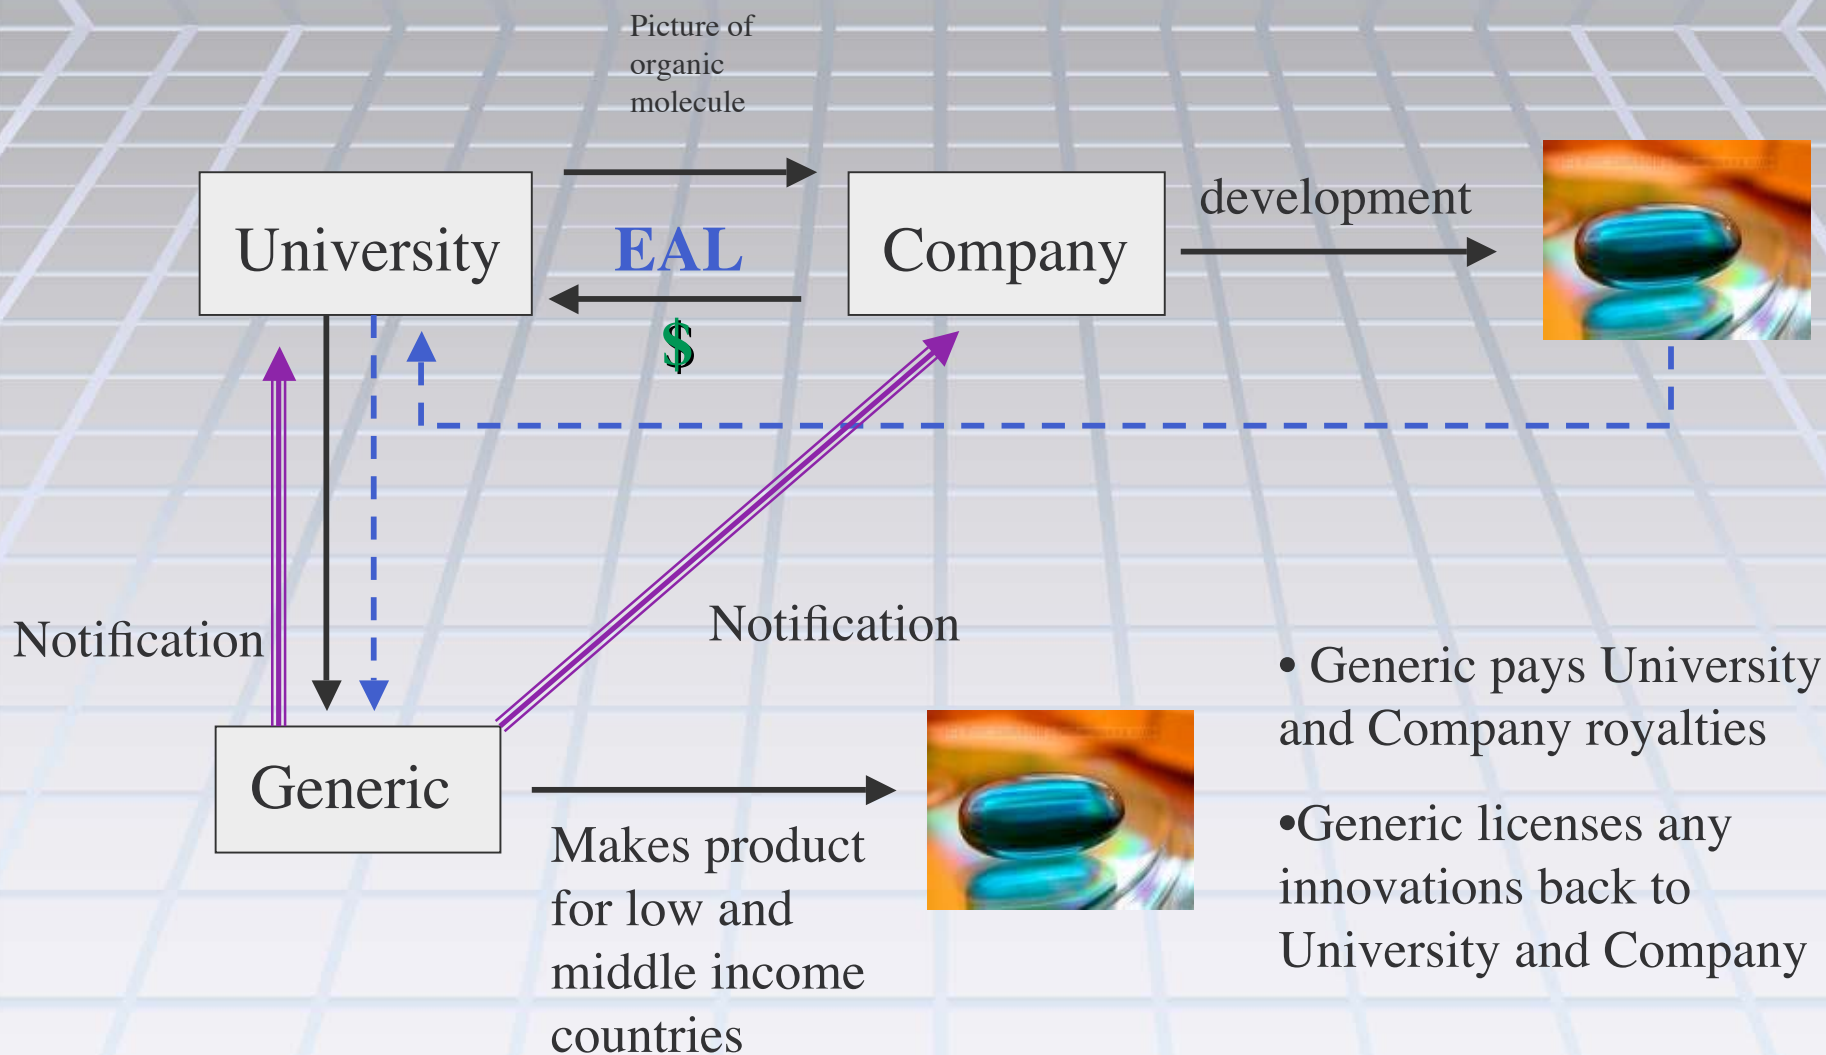 Picture of
organic
molecule
University
EAL
$
Company
development
Notification
Notification
Generic
Makes product
for low and
middle income
countries
• Generic pays University
and Company royalties
•Generic licenses any
innovations back to
University and Company